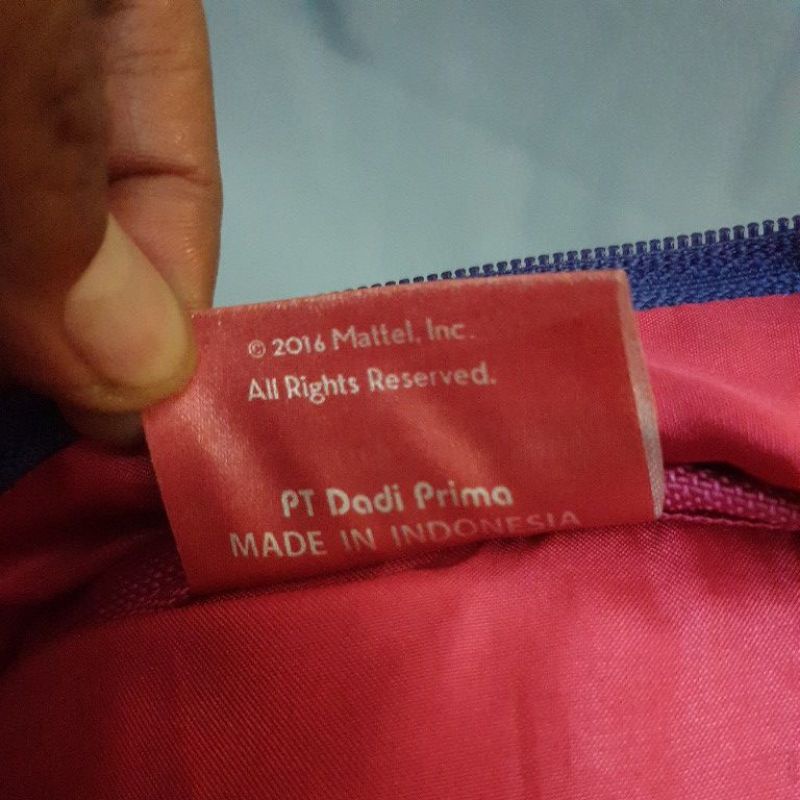 © 2016 Mattel, Inc.
All Rights Reserved.
PT Dadi Prima
MADE IN INDONESIA